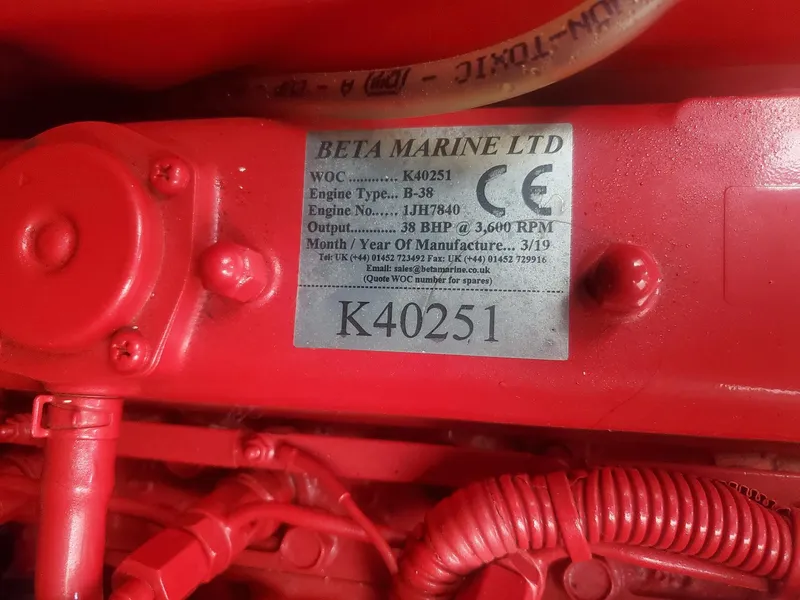 NON-TOXIC -
BETA MARINE LTD
WOC ............ K40251
Engine Type... B-38
Engine No...... 1JH7840
Output............ 38 BHP @ 3,600 RPM
Month / Year Of Manufacture... 3/19
Tel: UK (+44) 01452 723492 Fax: UK (+44) 01452 729916
Email: sales@betamarine.co.uk
(Quote WOC number for spares)
CE
K40251